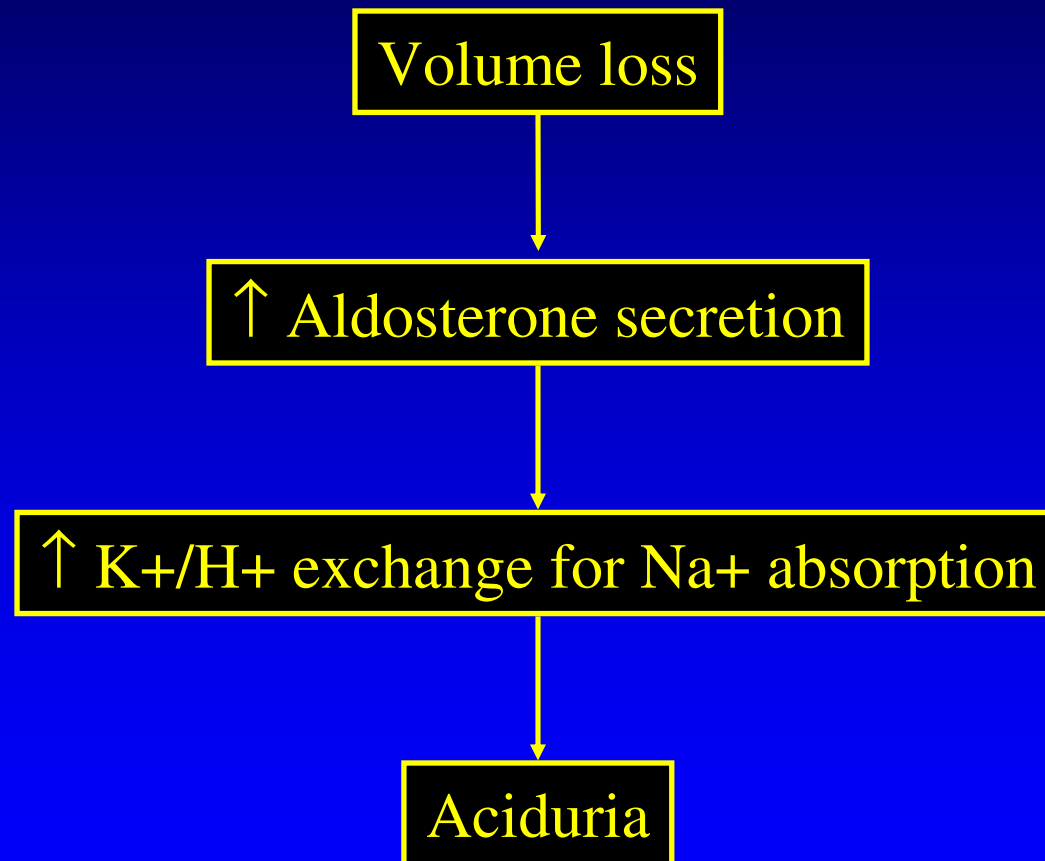 Volume loss
↑ Aldosterone secretion
↑ K+/H+ exchange for Na+ absorption
Aciduria